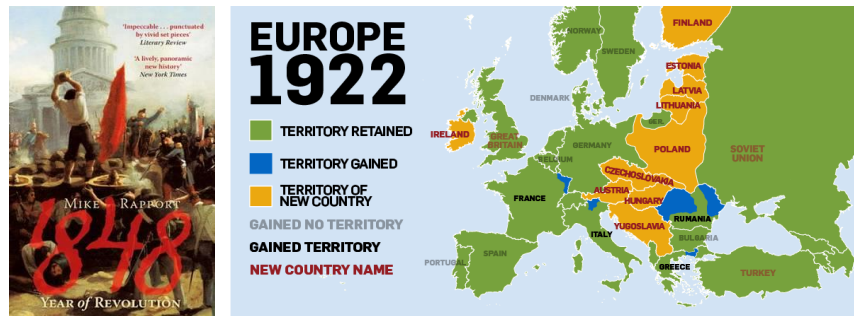 'Impeccable . . . punctuated
by vivid set pieces'
Literary Review
'A lively, panoramic
new history'
New York Times
MIKE RAPPORT
1848
YEAR of REVOLUTION
EUROPE
1922
TERRITORY RETAINED
TERRITORY GAINED
TERRITORY OF
NEW COUNTRY
GAINED NO TERRITORY
GAINED TERRITORY
NEW COUNTRY NAME
FINLAND
NORWAY
SWEDEN
ESTONIA
LATVIA
LITHUANIA
DENMARK
GER.
IRELAND
GREAT
BRITAIN
POLAND
SOVIET
UNION
GERMANY
BELGIUM
CZECHOSLOVAKIA
FRANCE
AUSTRIA
HUNGARY
RUMANIA
YUGOSLAVIA
ITALY
BULGARIA
PORTUGAL
SPAIN
GREECE
TURKEY